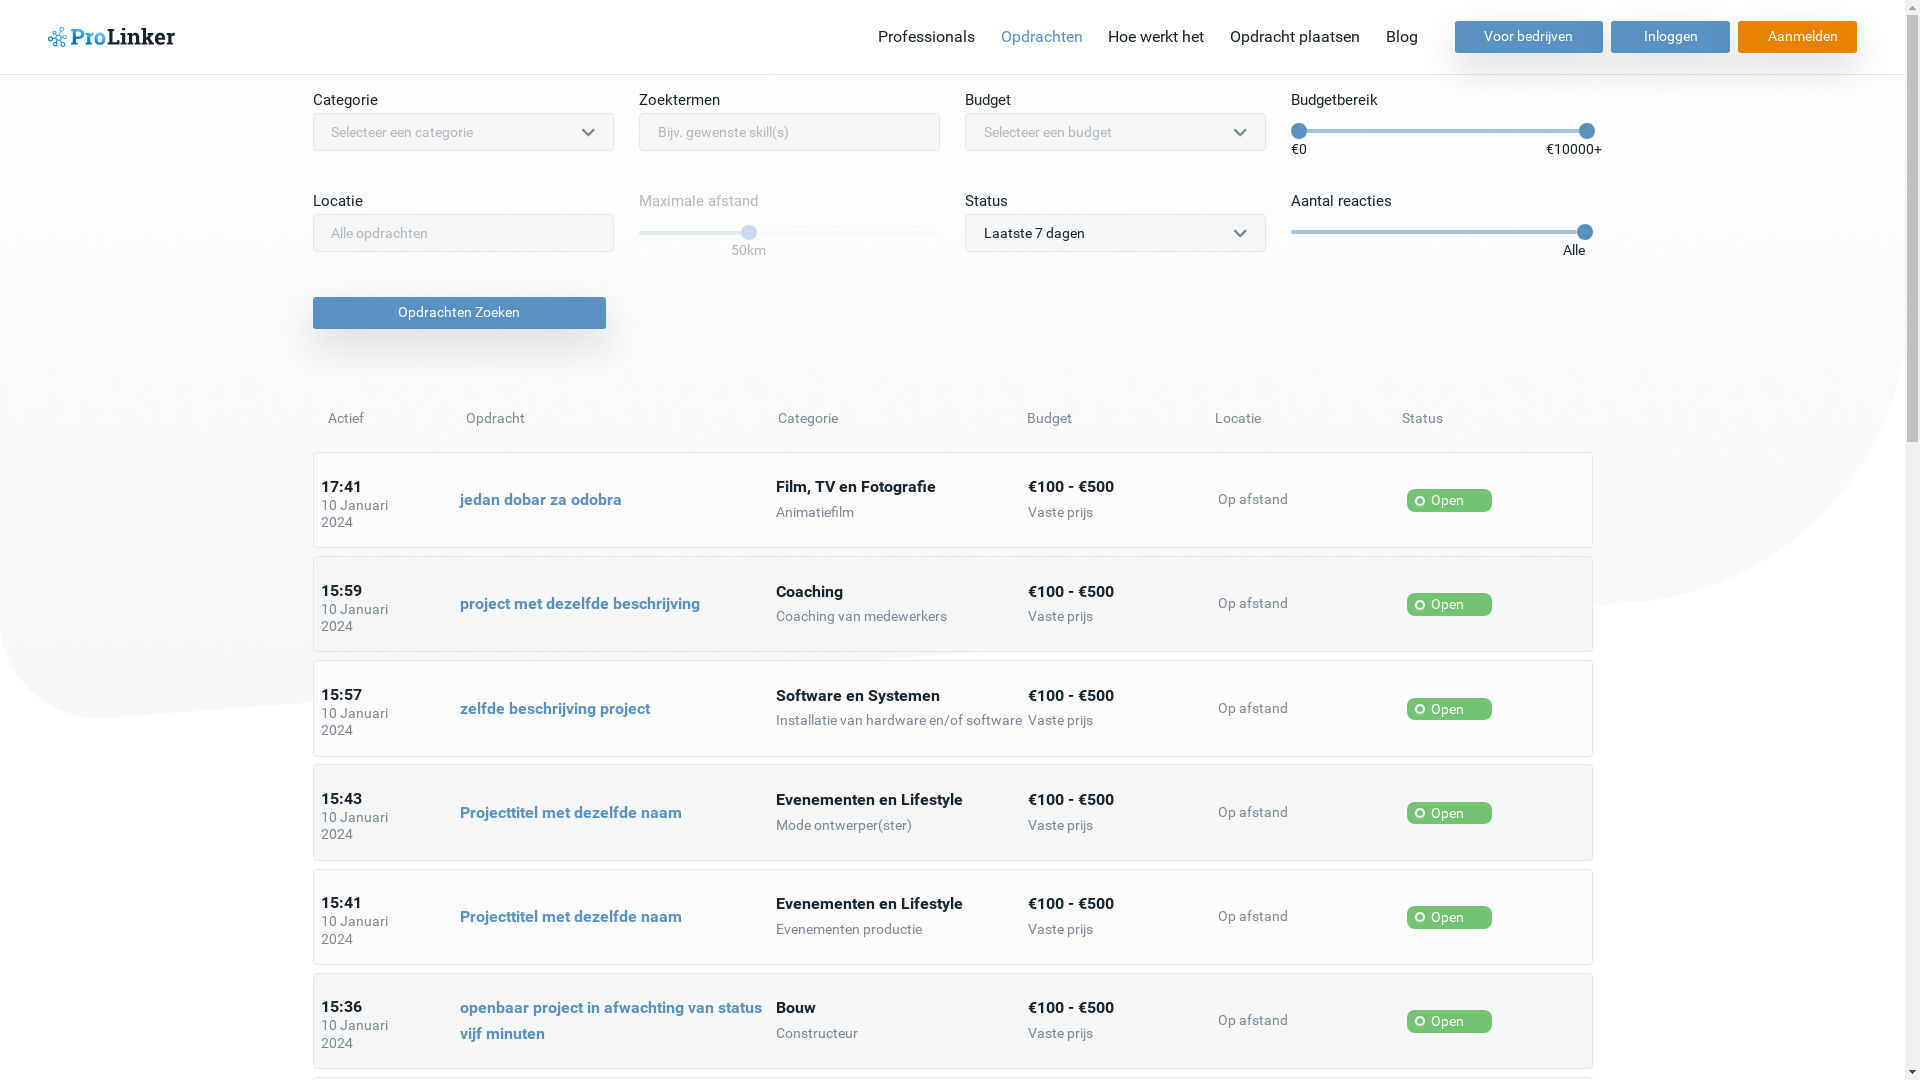 ProLinker
Professionals Opdrachten Hoe werkt het Opdracht plaatsen Blog Voor bedrijven Inloggen Aanmelden
Categorie Zoektermen Budget Budgetbereik
Selecteer een categorie Bijv. gewenste skill(s) Selecteer een budget
€0 €10000+
Locatie Maximale afstand Status Aantal reacties
Alle opdrachten Laatste 7 dagen
50km Alle
Opdrachten Zoeken
Actief Opdracht Categorie Budget Locatie Status
17:41
10 Januari
2024
jedan dobar za odobra
Film, TV en Fotografie
Animatiefilm
€100 - €500
Vaste prijs
Op afstand
Open
15:59
10 Januari
2024
project met dezelfde beschrijving
Coaching
Coaching van medewerkers
€100 - €500
Vaste prijs
Op afstand
Open
15:57
10 Januari
2024
zelfde beschrijving project
Software en Systemen
Installatie van hardware en/of software
€100 - €500
Vaste prijs
Op afstand
Open
15:43
10 Januari
2024
Projecttitel met dezelfde naam
Evenementen en Lifestyle
Mode ontwerper(ster)
€100 - €500
Vaste prijs
Op afstand
Open
15:41
10 Januari
2024
Projecttitel met dezelfde naam
Evenementen en Lifestyle
Evenementen productie
€100 - €500
Vaste prijs
Op afstand
Open
15:36
10 Januari
2024
openbaar project in afwachting van status
vijf minuten
Bouw
Constructeur
€100 - €500
Vaste prijs
Op afstand
Open